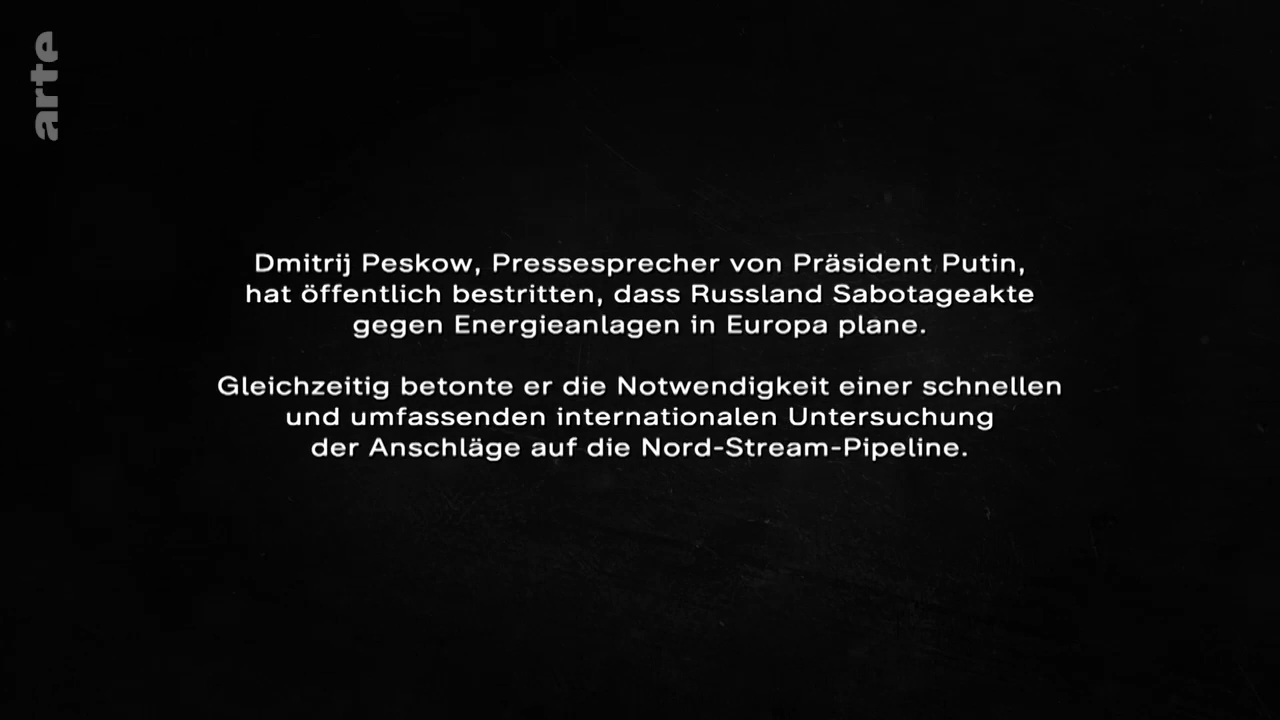 arte
Dmitrij Peskow, Pressesprecher von Präsident Putin,
hat öffentlich bestritten, dass Russland Sabotageakte
gegen Energieanlagen in Europa plane.
Gleichzeitig betonte er die Notwendigkeit einer schnellen
und umfassenden internationalen Untersuchung
der Anschläge auf die Nord-Stream-Pipeline.